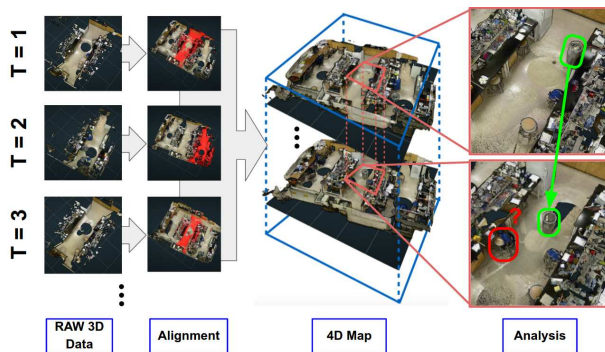 T = 1
T = 2
T = 3
?
RAW 3D
Data
Alignment
4D Map
Analysis